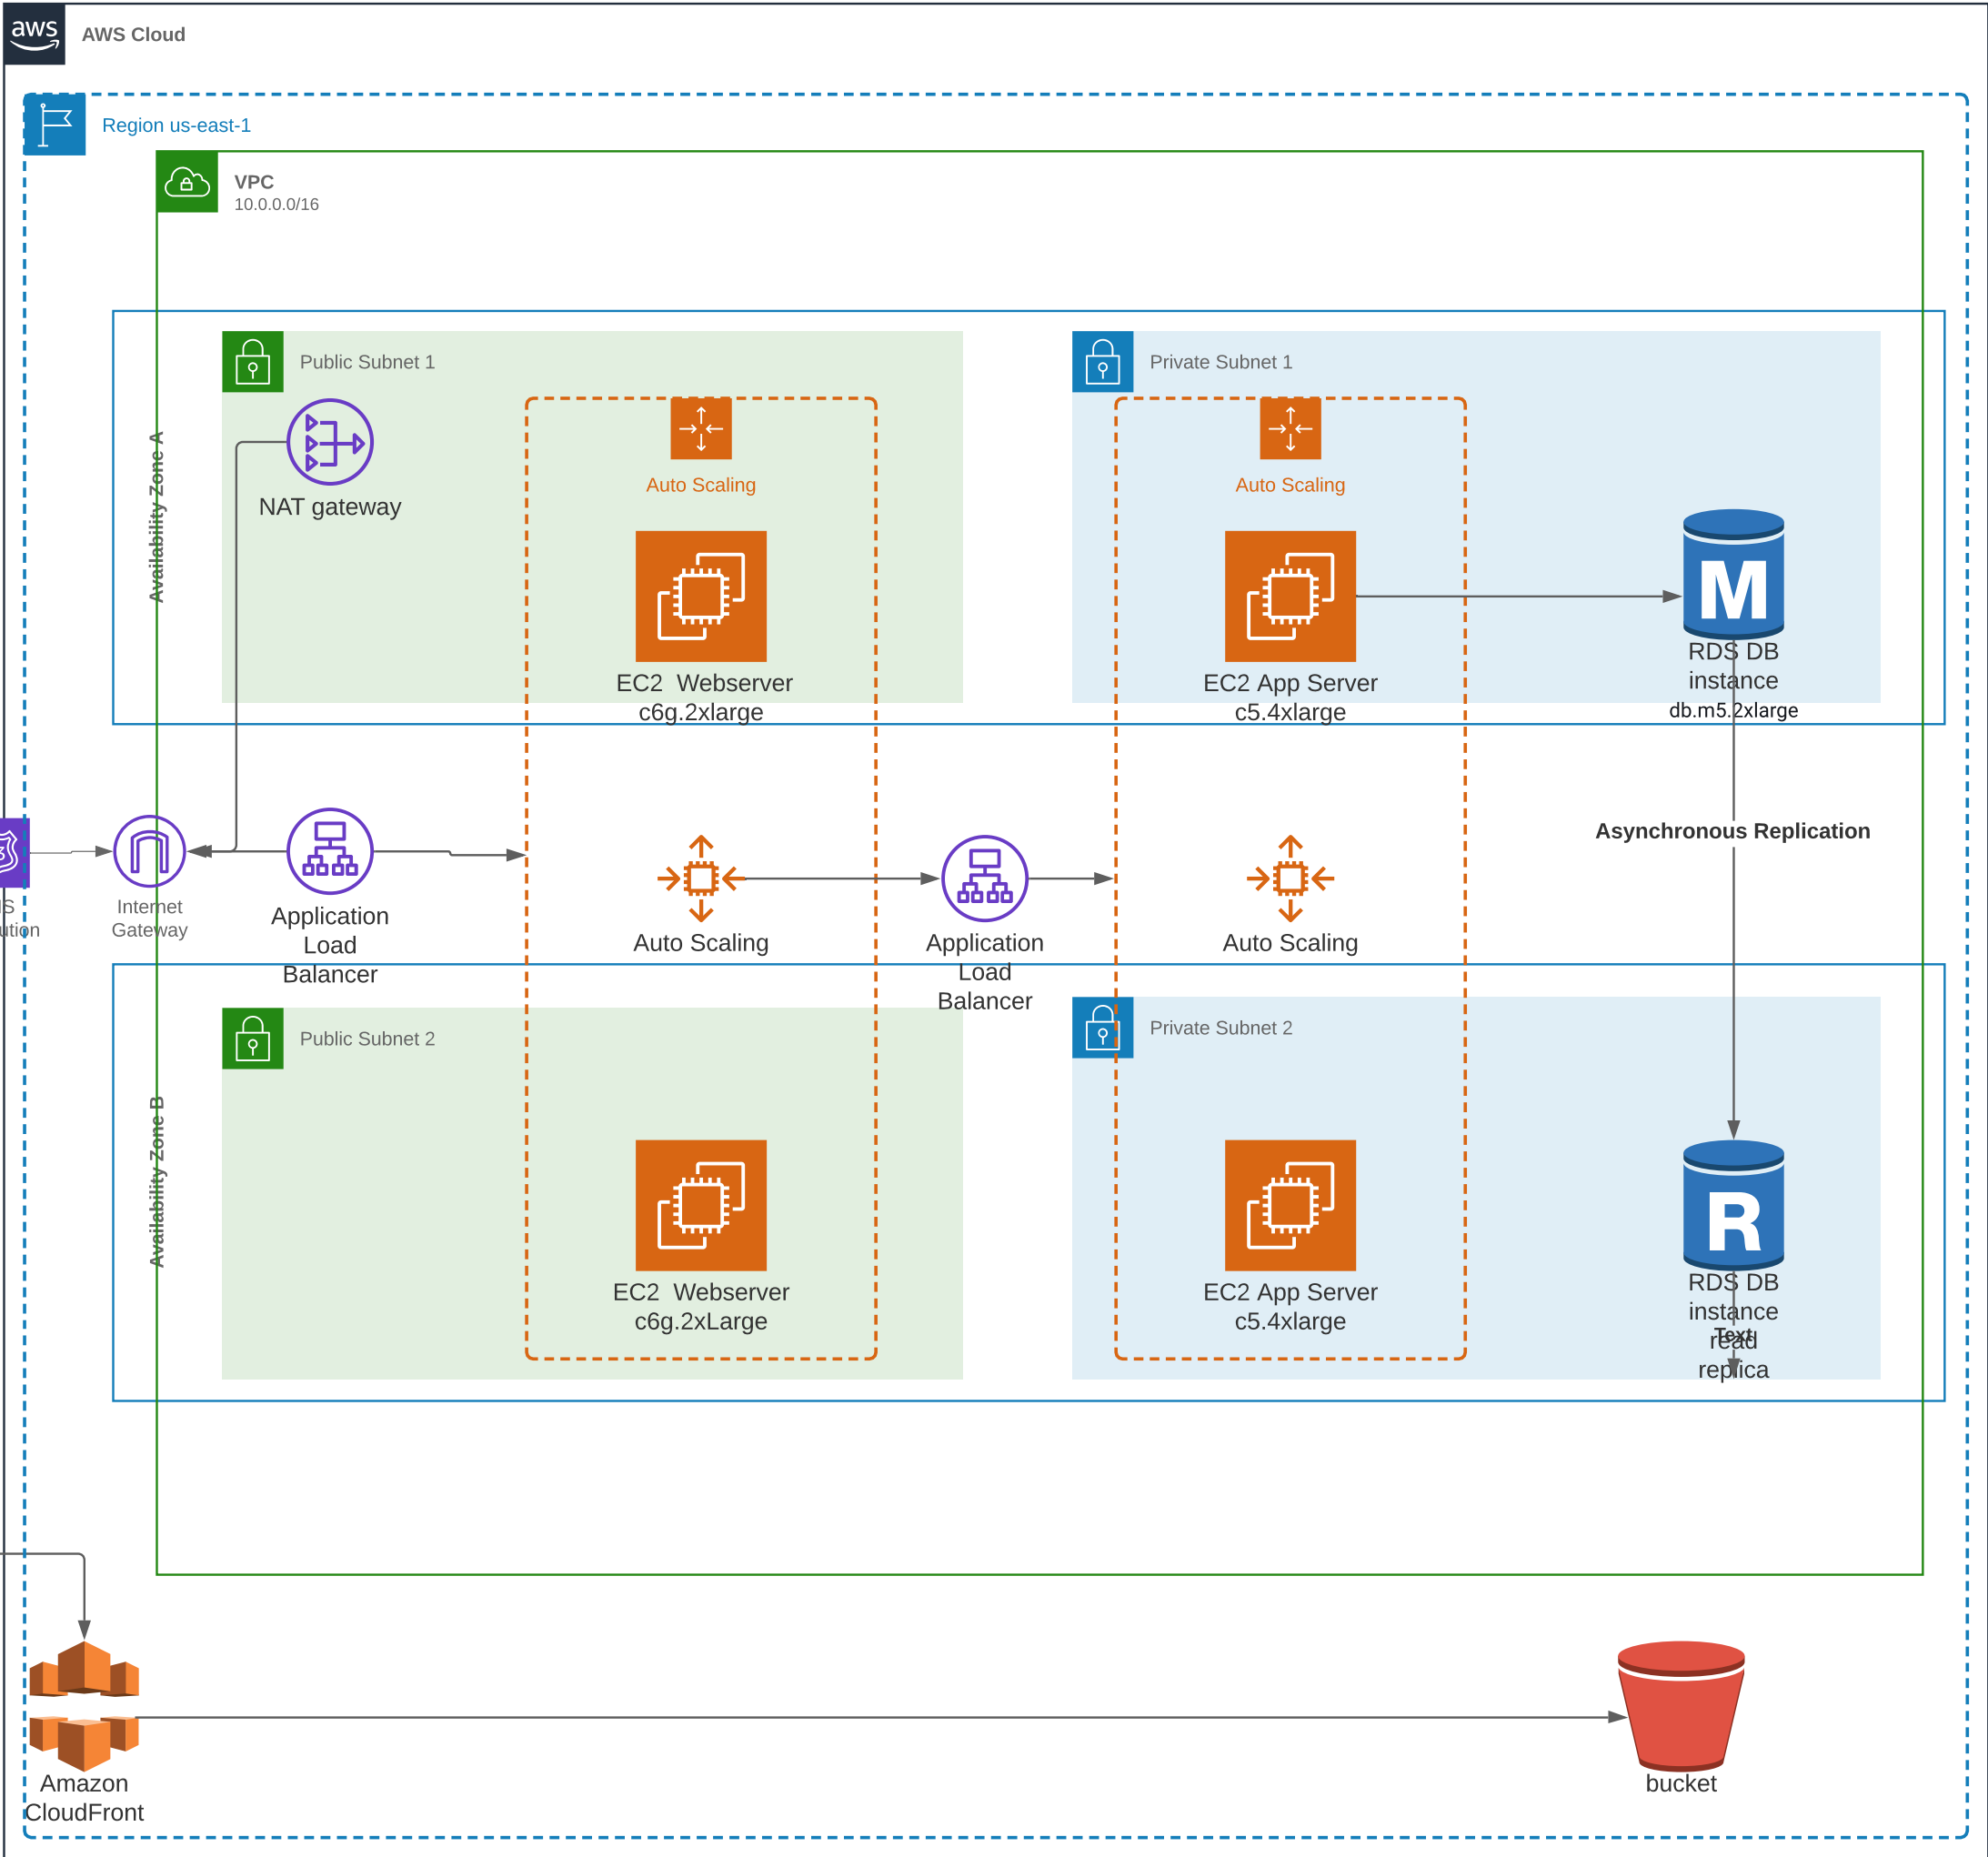 aws
AWS Cloud
Region us-east-1
VPC
10.0.0.0/16
Availability Zone A
Public Subnet 1
NAT gateway
Auto Scaling
EC2  Webserver
c6g.2xlarge
Private Subnet 1
Auto Scaling
EC2 App Server
c5.4xlarge
M
RDS DB
instance
db.m5.2xlarge
Internet
Gateway
Application
Load
Balancer
Auto Scaling
Application
Load
Balancer
Auto Scaling
Asynchronous Replication
Availability Zone B
Public Subnet 2
EC2  Webserver
c6g.2xLarge
Private Subnet 2
EC2 App Server
c5.4xlarge
R
RDS DB
instance
Text
read
replica
Amazon
CloudFront
bucket